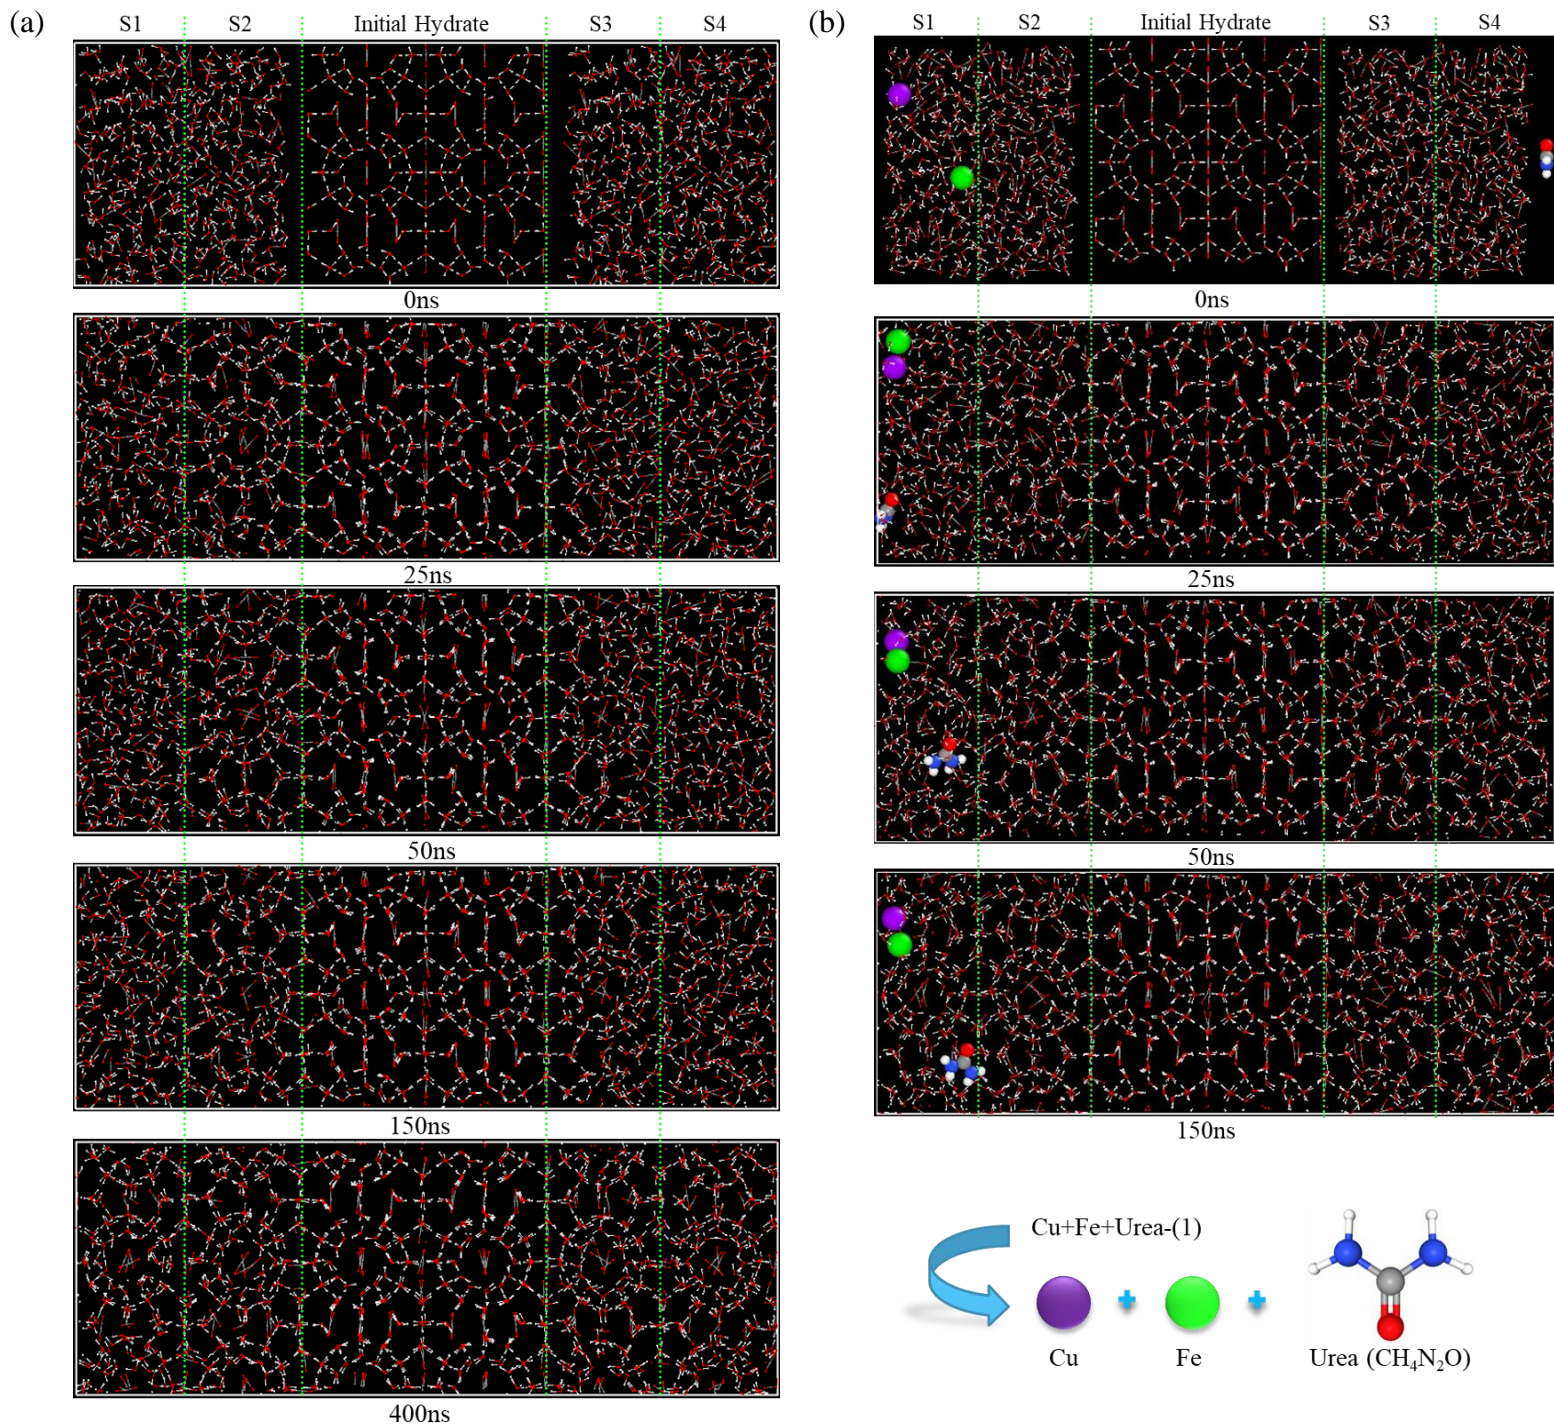 (a) S1 S2 Initial Hydrate S3 S4
0ns
25ns
50ns
150ns
400ns
(b) S1 S2 Initial Hydrate S3 S4
0ns
25ns
50ns
150ns
Cu+Fe+Urea-(1)
Cu Fe Urea (CH₄N₂O)